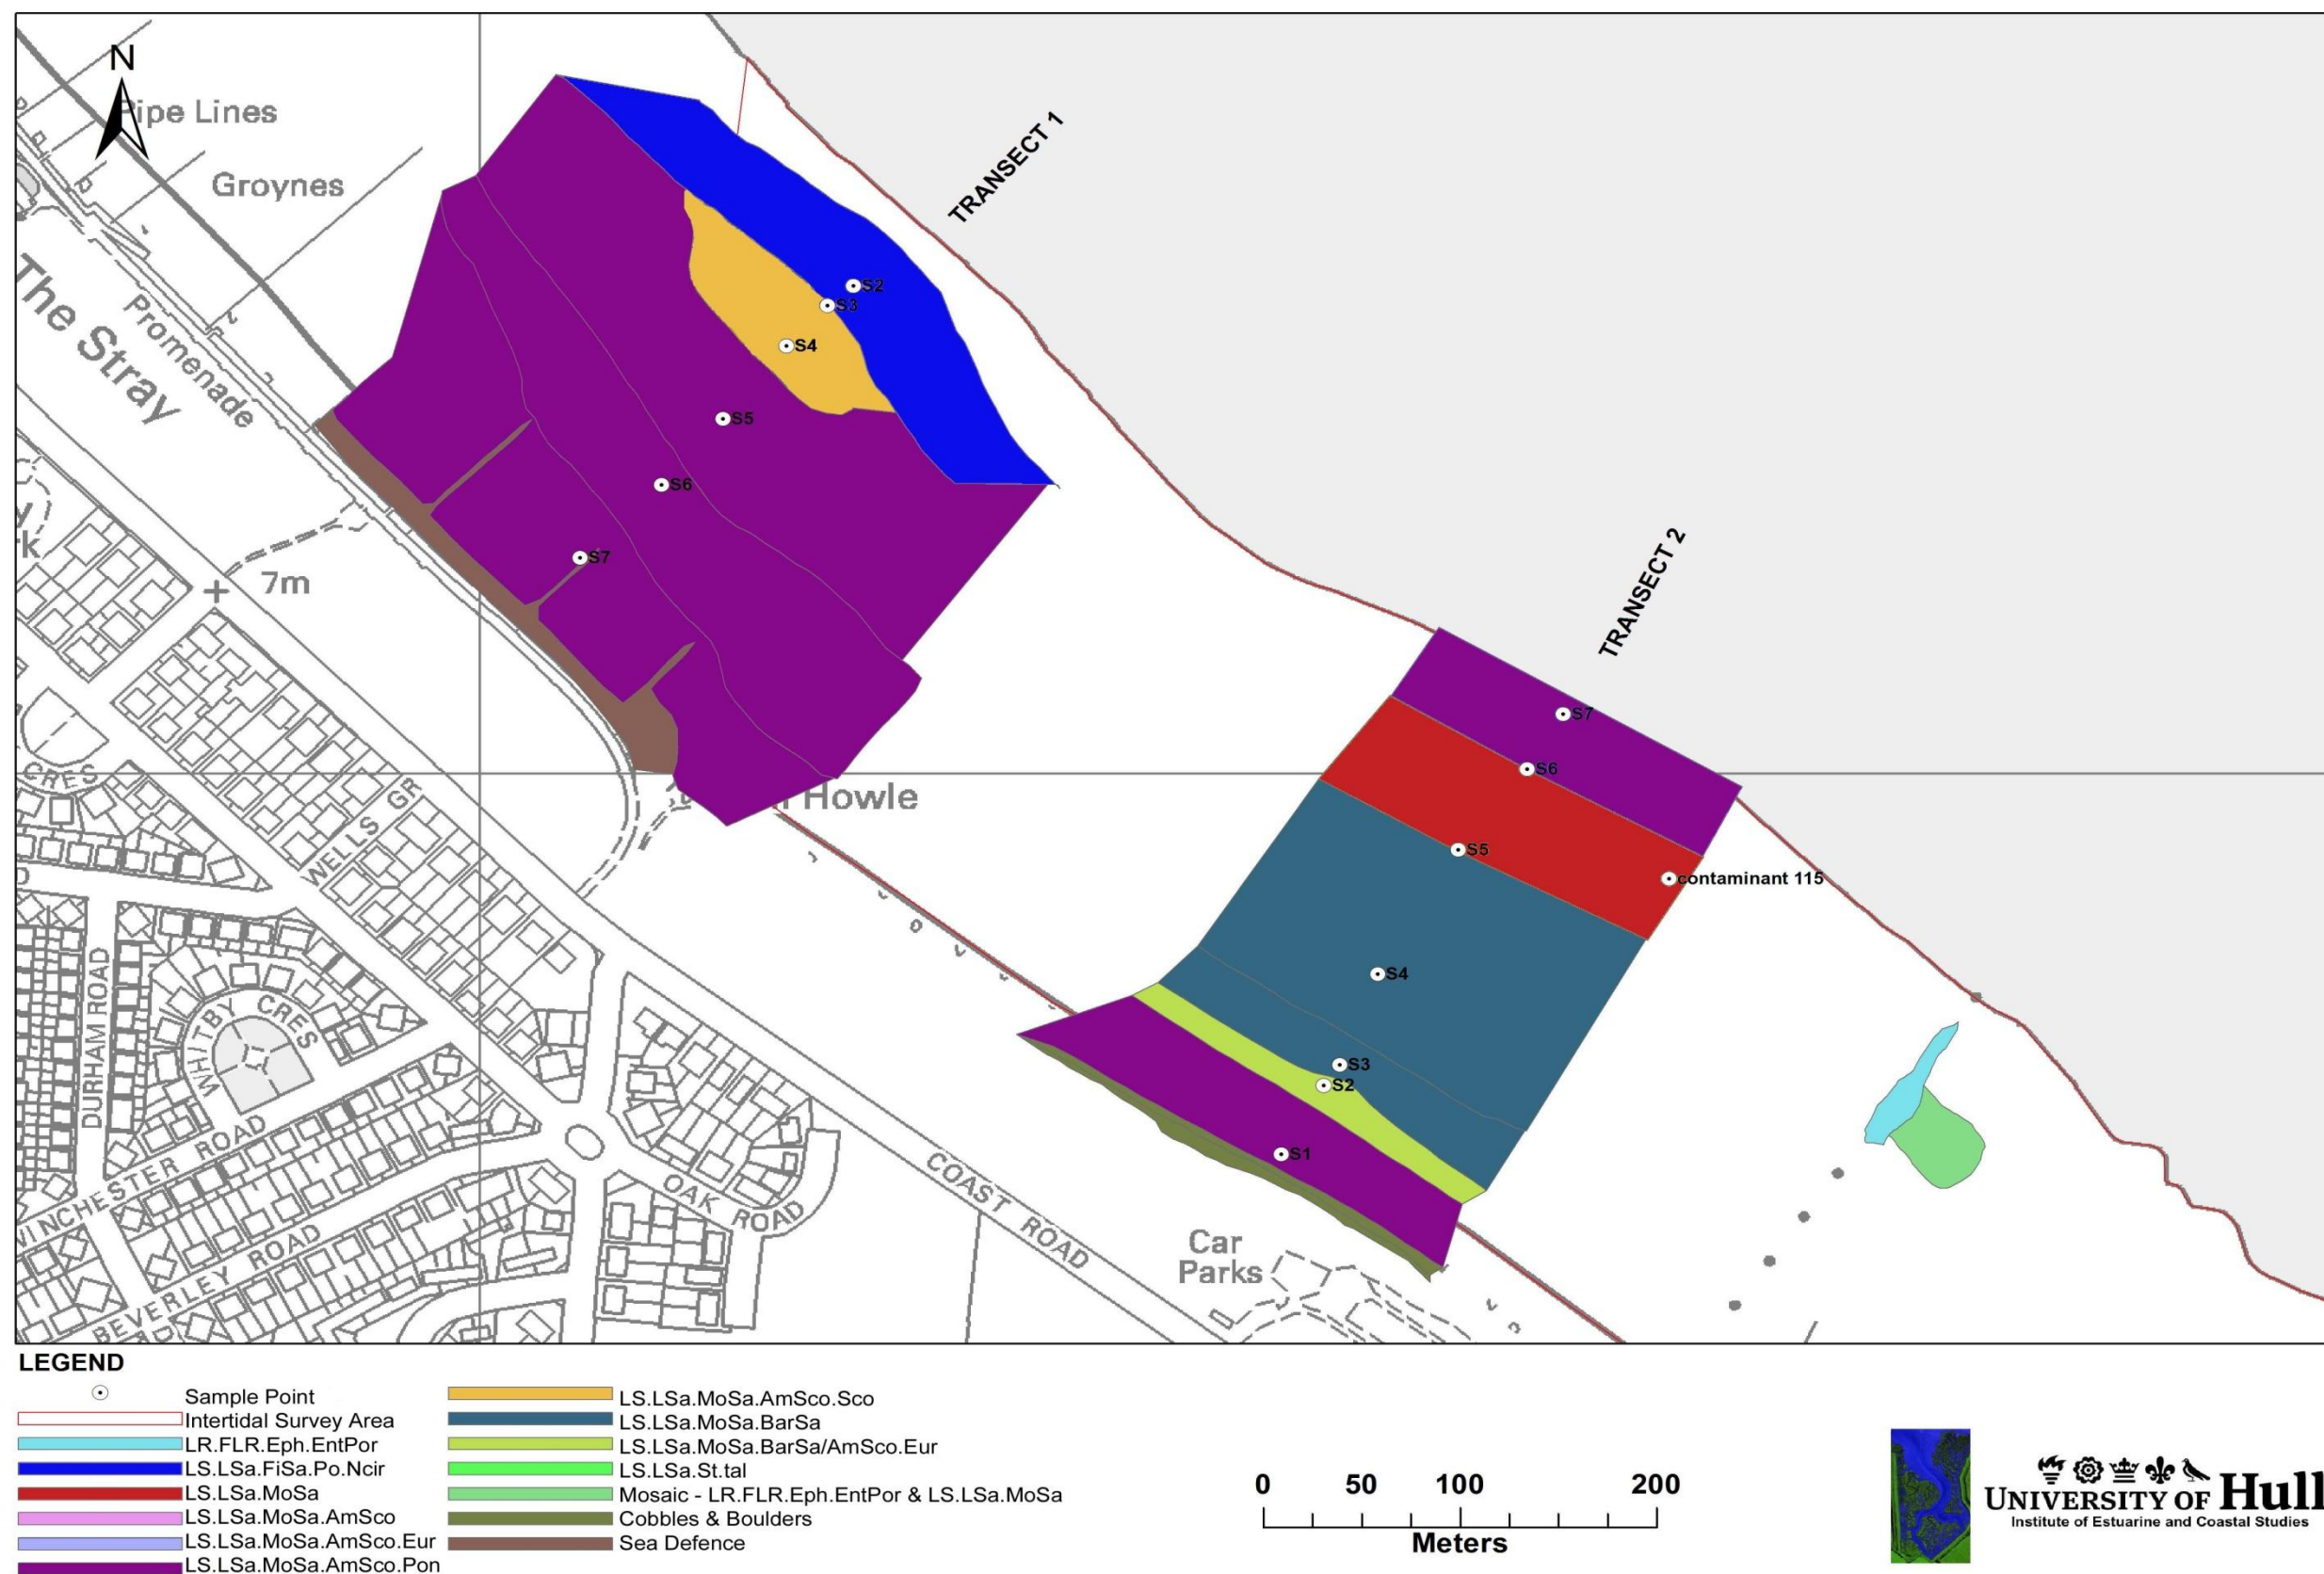 N
Pipe Lines
Groynes
The Stray
Promenade
7m
TRANSECT 1
S2
S3
S4
S5
S6
S7
TRANSECT 2
S7
S6
S5
contaminant 115
S4
S3
S2
S1
Howle
CRES
WELLS GR
DURHAM ROAD
WHITBY CRES
WINCHESTER ROAD
BEVERLEY ROAD
OAK ROAD
COAST ROAD
Car
Parks
LEGEND
Sample Point
Intertidal Survey Area
LR.FLR.Eph.EntPor
LS.LSa.FiSa.Po.Ncir
LS.LSa.MoSa
LS.LSa.MoSa.AmSco
LS.LSa.MoSa.AmSco.Eur
LS.LSa.MoSa.AmSco.Pon
LS.LSa.MoSa.AmSco.Sco
LS.LSa.MoSa.BarSa
LS.LSa.MoSa.BarSa/AmSco.Eur
LS.LSa.St.tal
Mosaic - LR.FLR.Eph.EntPor & LS.LSa.MoSa
Cobbles & Boulders
Sea Defence
0 50 100 200
Meters
UNIVERSITY OF Hull
Institute of Estuarine and Coastal Studies